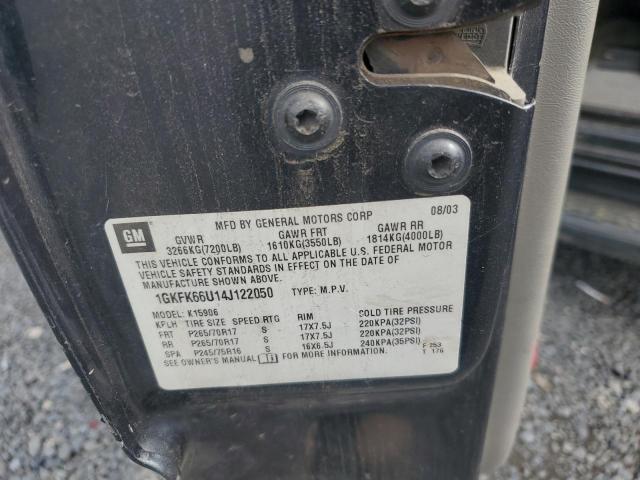 MFD BY GENERAL MOTORS CORP 08/03
GM
GVWR GAWR FRT GAWR RR
3266KG(7200LB) 1610KG(3550LB) 1814KG(4000LB)
THIS VEHICLE CONFORMS TO ALL APPLICABLE U.S. FEDERAL MOTOR
VEHICLE SAFETY STANDARDS IN EFFECT ON THE DATE OF
MANUFACTURE SHOWN ABOVE.
1GKFK66U14J122050 TYPE: M.P.V.
MODEL: K15906
KPLH TIRE SIZE SPEED RTG RIM COLD TIRE PRESSURE
FRT P265/70R17 S 17X7.5J 220KPA(32PSI)
RR P265/70R17 S 17X7.5J 220KPA(32PSI)
SPA P245/75R16 S 16X6.5J 240KPA(35PSI)
SEE OWNER'S MANUAL FOR MORE INFORMATION.
F 253
T 176